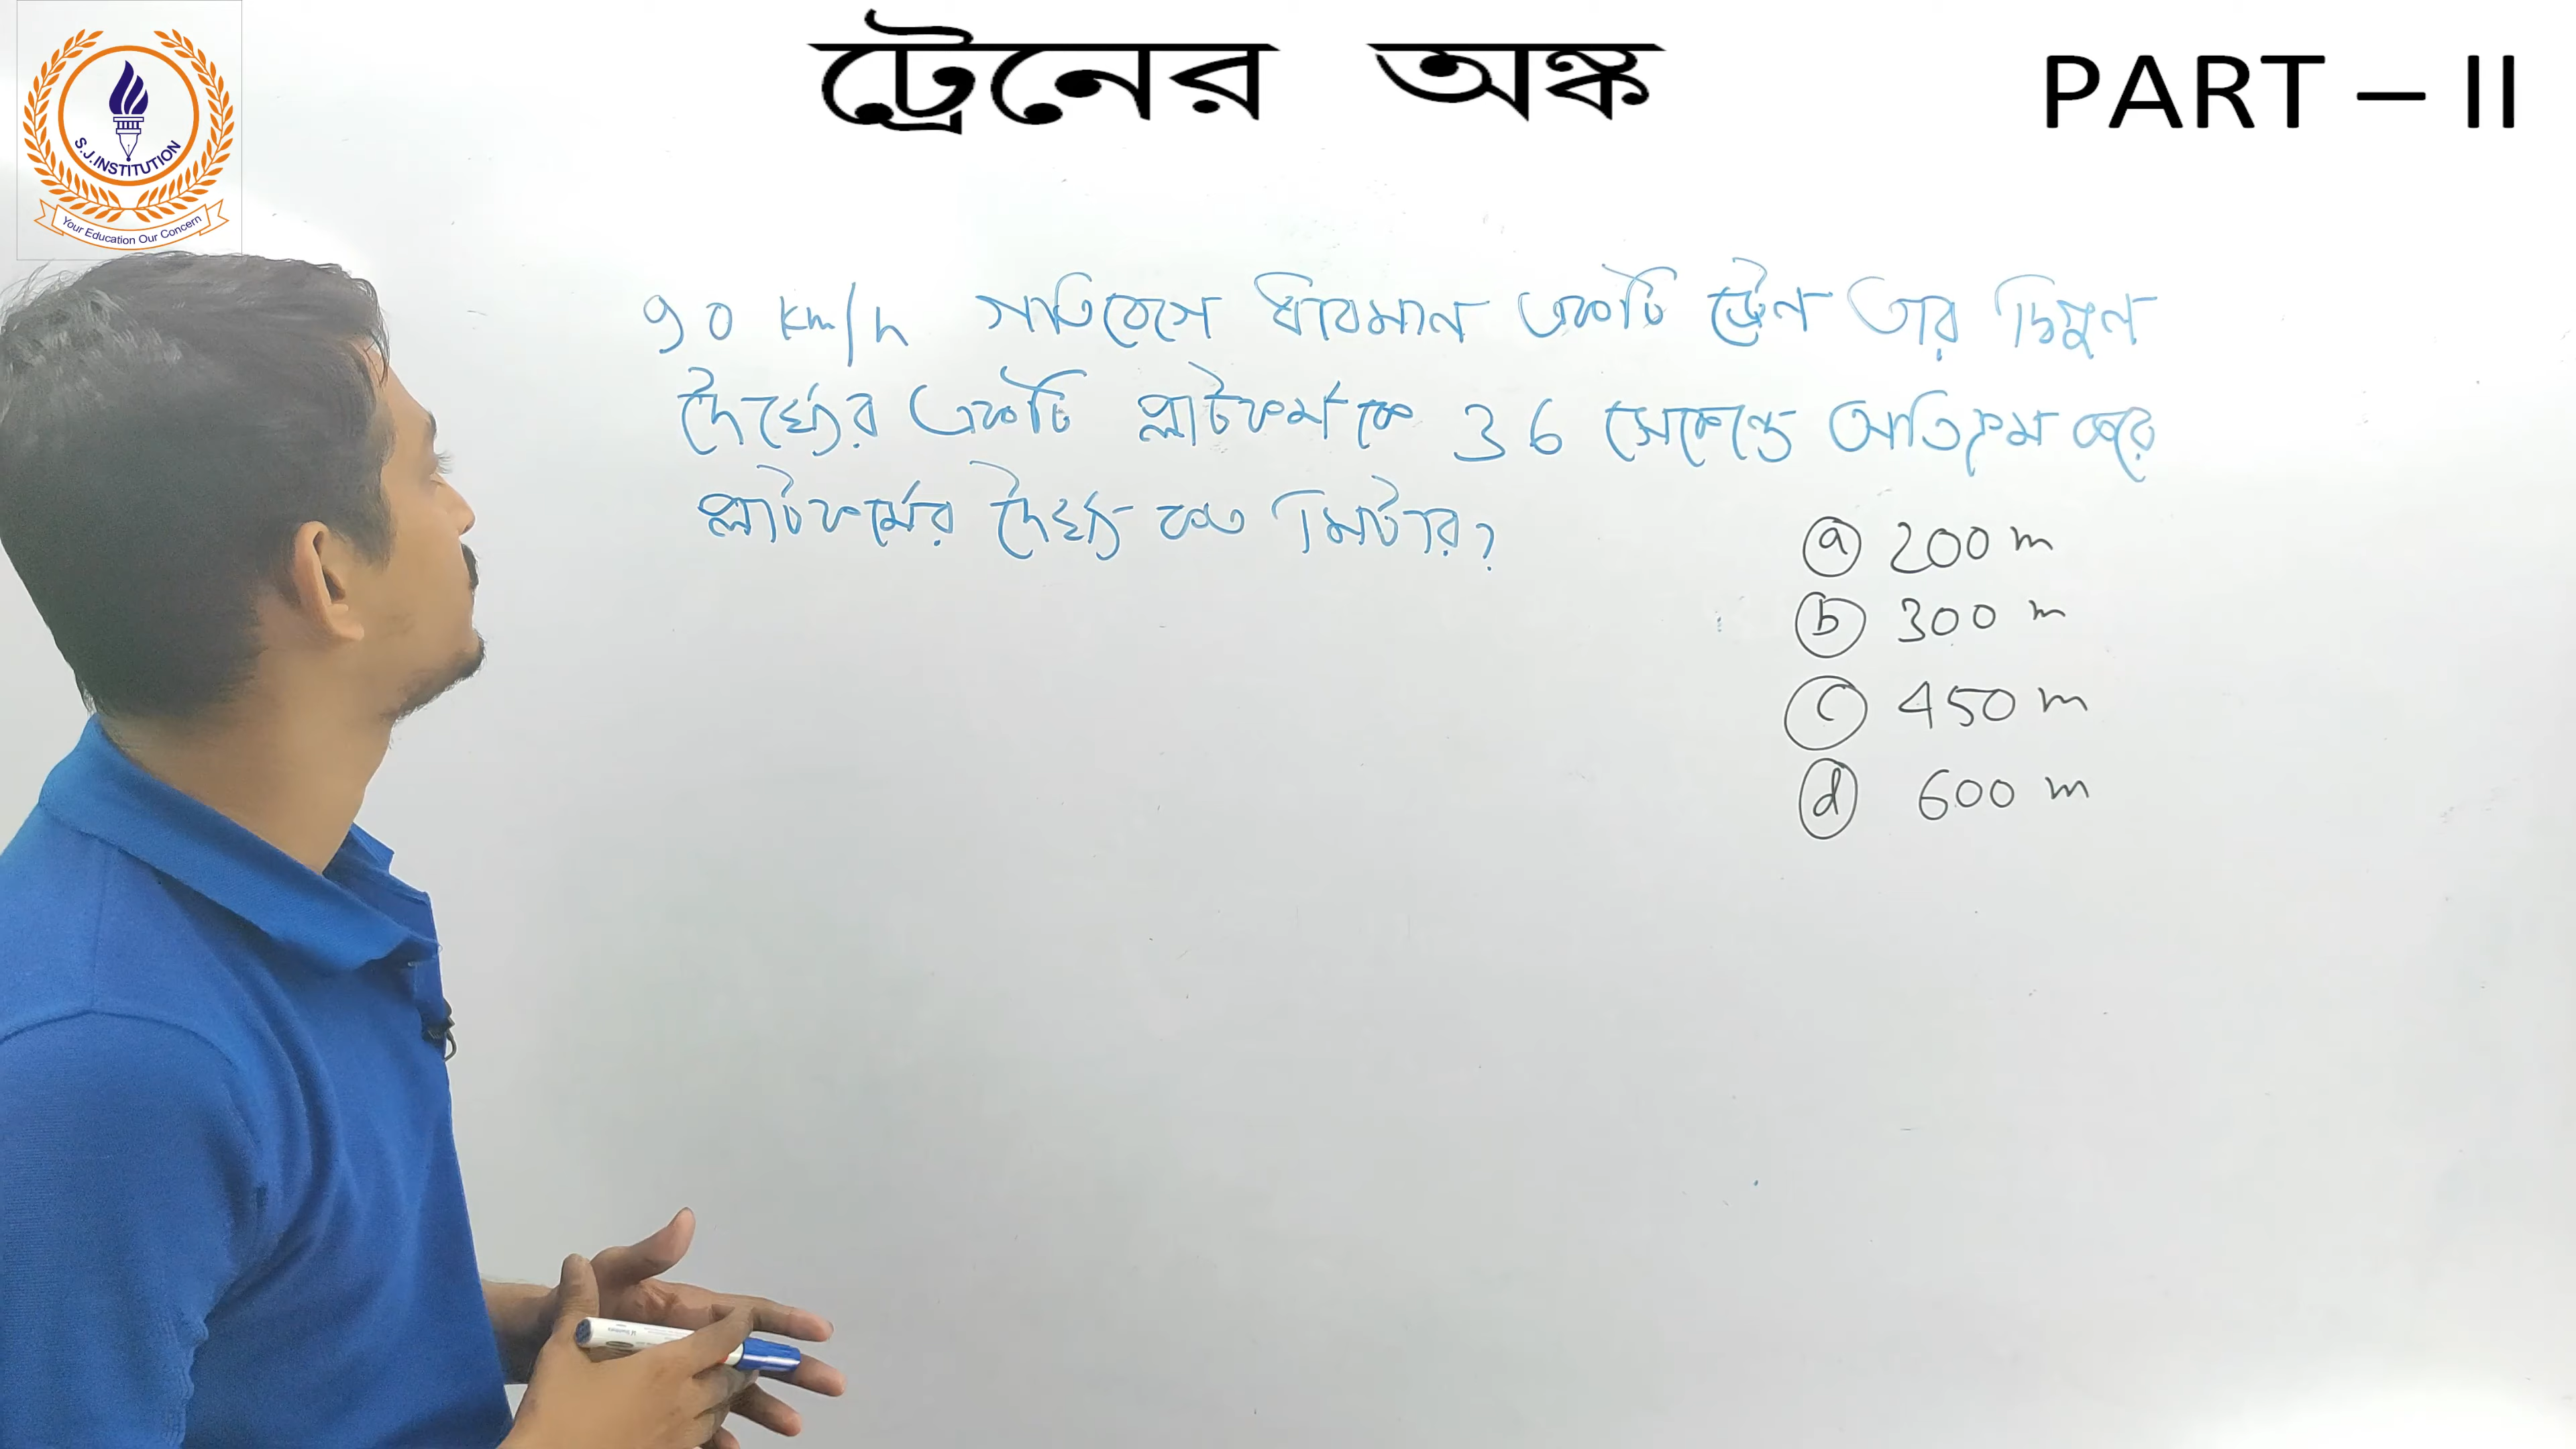 ট্রেনের অঙ্ক PART – II
S.J.INSTITUTION
Your Education Our Concern
90 km/h গতিবেগে ধাবমান একটি ট্রেন তার দ্বিগুণ
দৈর্ঘ্যের একটি প্লাটফর্মকে 36 সেকেন্ডে অতিক্রম করে
প্লাটফর্মের দৈর্ঘ্য কত মিটার?
a 200 m
b 300 m
c 450 m
d 600 m